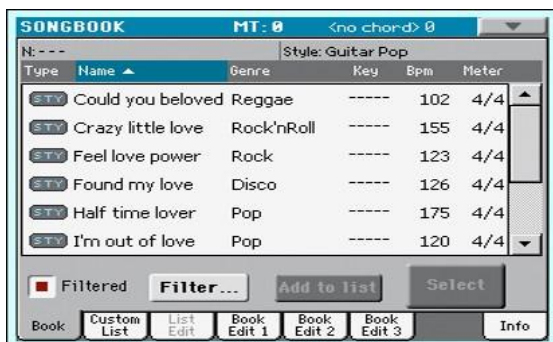 SONGBOOK MT: 0 <no chord> 0
N: --- Style: Guitar Pop
Type Name Genre Key Bpm Meter
STY Could you beloved Reggae ----- 102 4/4
STY Crazy little love Rock'nRoll ----- 155 4/4
STY Feel love power Rock ----- 123 4/4
STY Found my love Disco ----- 126 4/4
STY Half time lover Pop ----- 175 4/4
STY I'm out of love Pop ----- 120 4/4
Filtered Filter... Add to list Select
Book Custom List List Edit Book Edit 1 Book Edit 2 Book Edit 3 Info